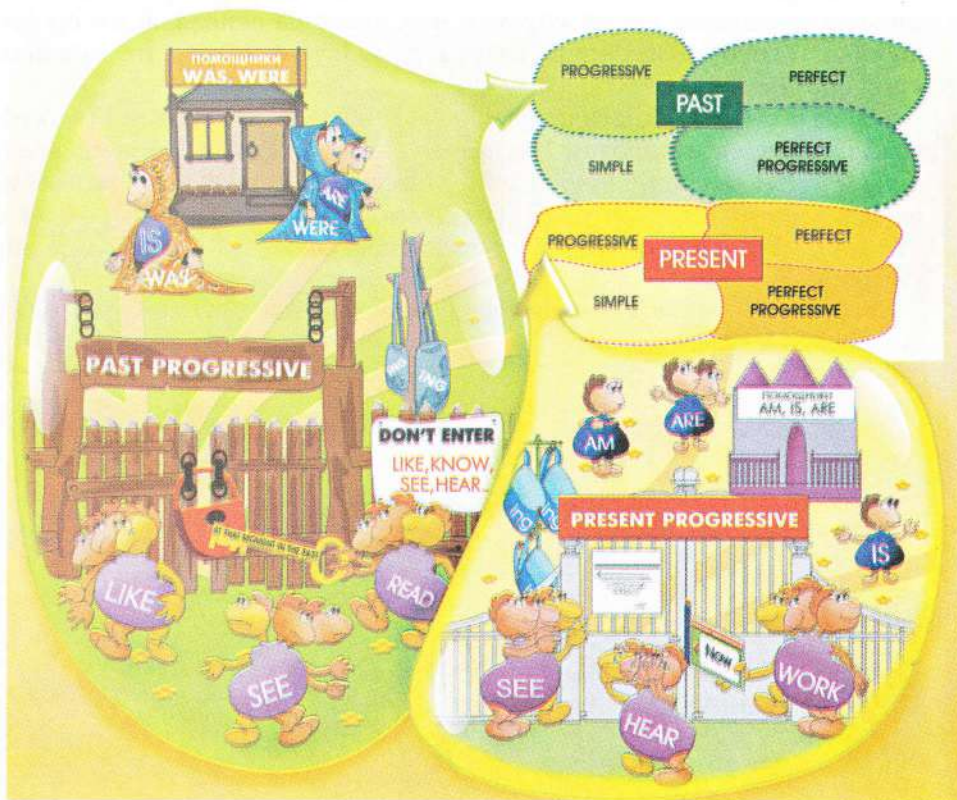 ПОМОЩНИКИ
WAS, WERE
IS
WAS
ARE
WERE
PAST PROGRESSIVE
ING
DON'T ENTER
LIKE, KNOW,
SEE, HEAR...
AT THAT MOMENT IN THE PAST
LIKE
SEE
READ
PROGRESSIVE
PERFECT
PAST
SIMPLE
PERFECT
PROGRESSIVE
PROGRESSIVE
PERFECT
PRESENT
SIMPLE
PERFECT
PROGRESSIVE
AM
ARE
ПОМОЩНИКИ
AM, IS, ARE
ing
ing
PRESENT PROGRESSIVE
IS
NOW
SEE
HEAR
WORK